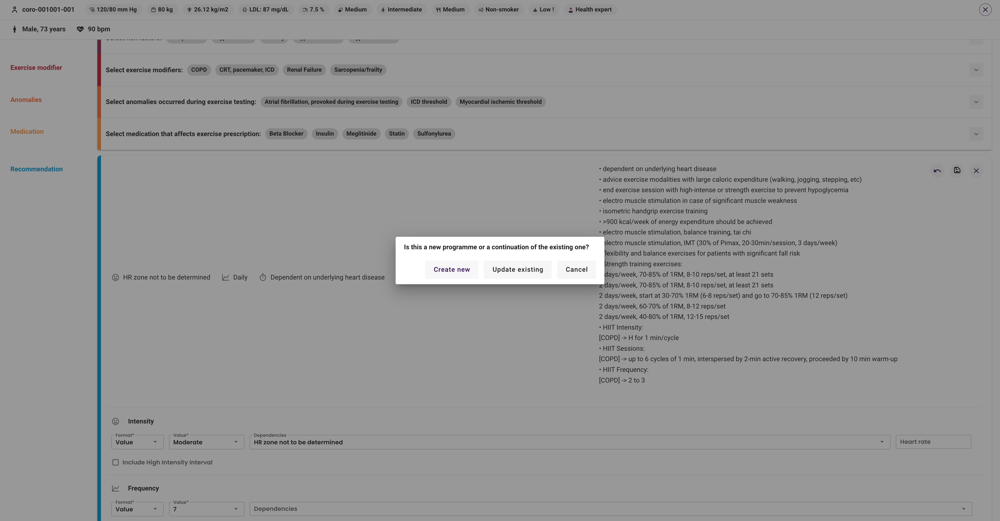 coro-001001-001 120/80 mm Hg 80 kg 26.12 kg/m2 LDL: 87 mg/dL 7.5 % Medium Intermediate Medium Non-smoker Low ! Health expert
Male, 73 years 90 bpm
Exercise modifier
Select exercise modifiers: COPD CRT, pacemaker, ICD Renal Failure Sarcopenia/frailty
Anomalies
Select anomalies occurred during exercise testing: Atrial fibrillation, provoked during exercise testing ICD threshold Myocardial ischemic threshold
Medication
Select medication that affects exercise prescription: Beta Blocker Insulin Meglitinide Statin Sulfonylurea
Recommendation
HR zone not to be determined Daily Dependent on underlying heart disease
• dependent on underlying heart disease
• advice exercise modalities with large caloric expenditure (walking, jogging, stepping, etc)
• end exercise session with high-intense or strength exercise to prevent hypoglycemia
• electro muscle stimulation in case of significant muscle weakness
• isometric handgrip exercise training
• >900 kcal/week of energy expenditure should be achieved
• electro muscle stimulation, balance training, tai chi
electro muscle stimulation, IMT (30% of Pimax, 20-30min/session, 3 days/week)
flexibility and balance exercises for patients with significant fall risk
Strength training exercises:
days/week, 70-85% of 1RM, 8-10 reps/set, at least 21 sets
2 days/week, 70-85% of 1RM, 8-10 reps/set, at least 21 sets
2 days/week, start at 30-70% 1RM (6-8 reps/set) and go to 70-85% 1RM (12 reps/set)
2 days/week, 60-70% of 1RM, 8-12 reps/set
2 days/week, 40-80% of 1RM, 12-15 reps/set
• HIIT Intensity:
[COPD] -> H for 1 min/cycle
• HIIT Sessions:
[COPD] -> up to 6 cycles of 1 min, interspersed by 2-min active recovery, proceeded by 10 min warm-up
• HIIT Frequency:
[COPD] -> 2 to 3
Is this a new programme or a continuation of the existing one?
Create new Update existing Cancel
Intensity
Format* Value* Dependencies
Value Moderate HR zone not to be determined Heart rate
Include High Intensity Interval
Frequency
Format* Value*
Value 7 Dependencies